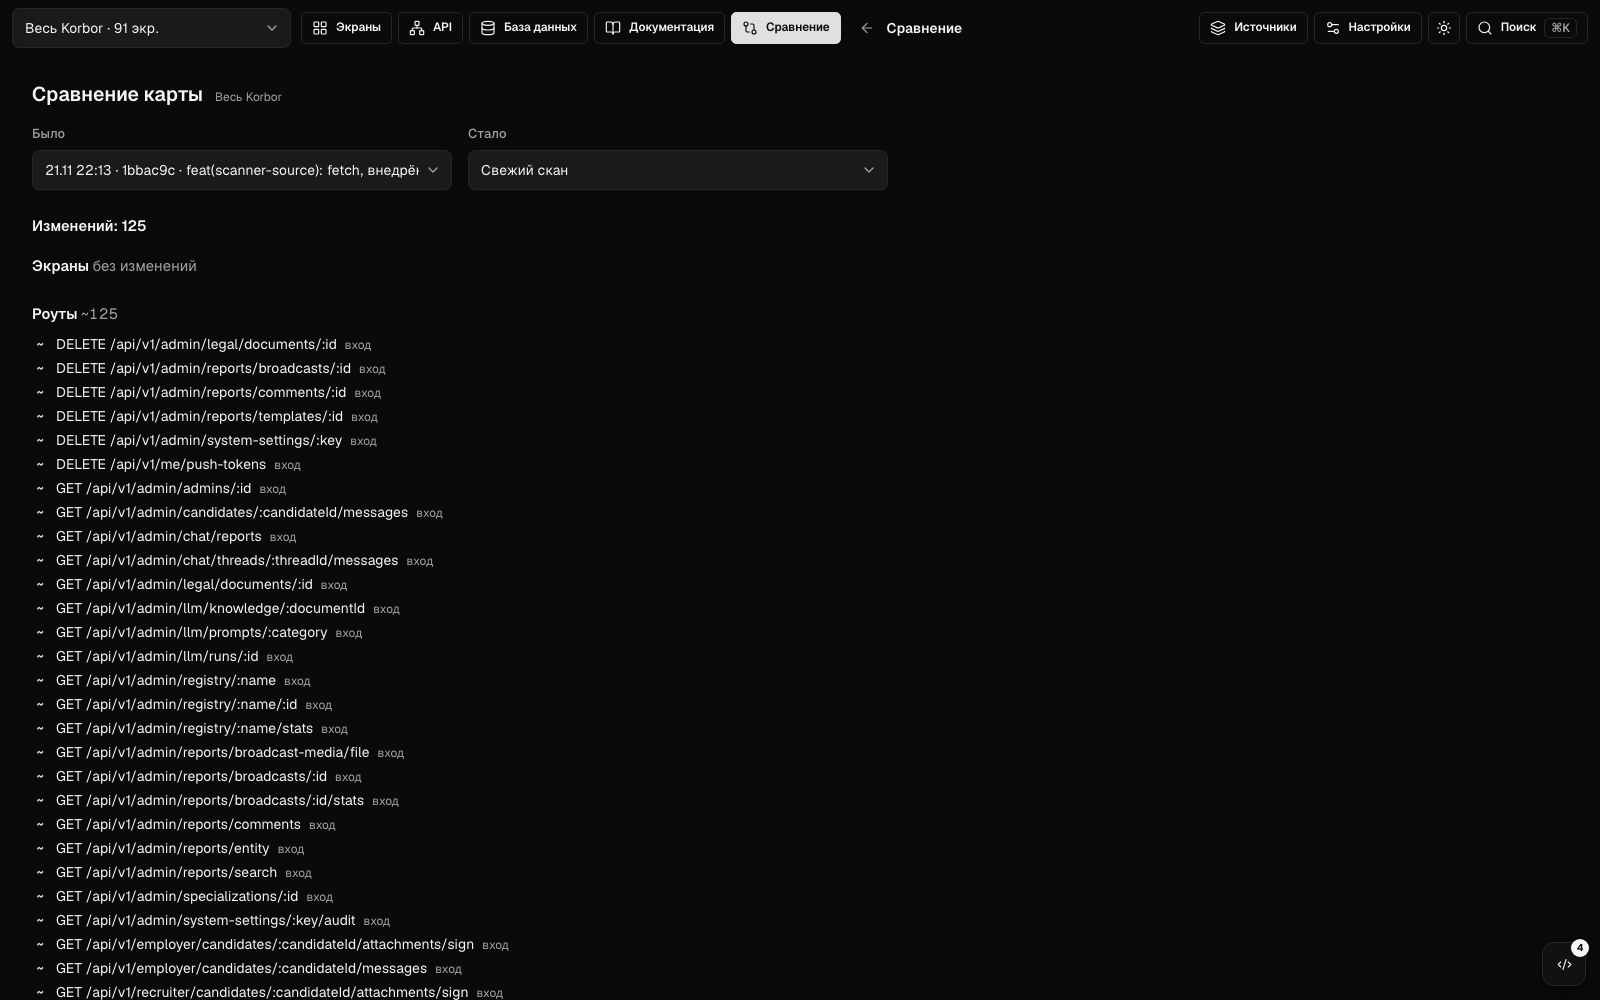 Весь Korbor · 91 экр.
Экраны
API
База данных
Документация
Сравнение
← Сравнение
Источники
Настройки
Поиск ⌘K
Сравнение карты Весь Korbor
Было
Стало
21.11 22:13 · 1bbac9c · feat(scanner-source): fetch, внедрё
Свежий скан
Изменений: 125
Экраны без изменений
Роуты ~125
~ DELETE /api/v1/admin/legal/documents/:id вход
~ DELETE /api/v1/admin/reports/broadcasts/:id вход
~ DELETE /api/v1/admin/reports/comments/:id вход
~ DELETE /api/v1/admin/reports/templates/:id вход
~ DELETE /api/v1/admin/system-settings/:key вход
~ DELETE /api/v1/me/push-tokens вход
~ GET /api/v1/admin/admins/:id вход
~ GET /api/v1/admin/candidates/:candidateId/messages вход
~ GET /api/v1/admin/chat/reports вход
~ GET /api/v1/admin/chat/threads/:threadId/messages вход
~ GET /api/v1/admin/legal/documents/:id вход
~ GET /api/v1/admin/llm/knowledge/:documentId вход
~ GET /api/v1/admin/llm/prompts/:category вход
~ GET /api/v1/admin/llm/runs/:id вход
~ GET /api/v1/admin/registry/:name вход
~ GET /api/v1/admin/registry/:name/:id вход
~ GET /api/v1/admin/registry/:name/stats вход
~ GET /api/v1/admin/reports/broadcast-media/file вход
~ GET /api/v1/admin/reports/broadcasts/:id вход
~ GET /api/v1/admin/reports/broadcasts/:id/stats вход
~ GET /api/v1/admin/reports/comments вход
~ GET /api/v1/admin/reports/entity вход
~ GET /api/v1/admin/reports/search вход
~ GET /api/v1/admin/specializations/:id вход
~ GET /api/v1/admin/system-settings/:key/audit вход
~ GET /api/v1/employer/candidates/:candidateId/attachments/sign вход
~ GET /api/v1/employer/candidates/:candidateId/messages вход
~ GET /api/v1/recruiter/candidates/:candidateId/attachments/sign вход
4